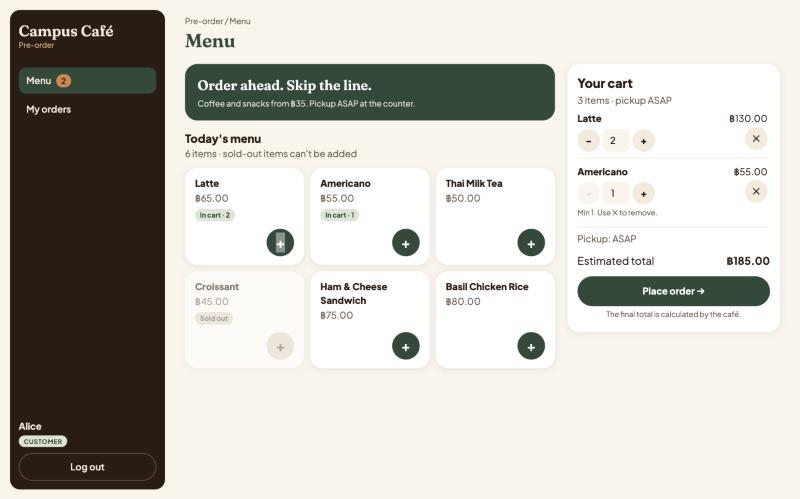 Campus Café
Pre-order
Menu 2
My orders
Alice
CUSTOMER
Log out
Pre-order / Menu
Menu
Order ahead. Skip the line.
Coffee and snacks from ฿35. Pickup ASAP at the counter.
Today's menu
6 items · sold-out items can't be added
Latte
฿65.00
In cart · 2
+
Americano
฿55.00
In cart · 1
+
Thai Milk Tea
฿50.00
+
Croissant
฿45.00
Sold out
+
Ham & Cheese
Sandwich
฿75.00
+
Basil Chicken Rice
฿80.00
+
Your cart
3 items · pickup ASAP
Latte ฿130.00
- 2 + ✕
Americano ฿55.00
- 1 + ✕
Min 1. Use ✕ to remove.
Pickup: ASAP
Estimated total ฿185.00
Place order →
The final total is calculated by the café.